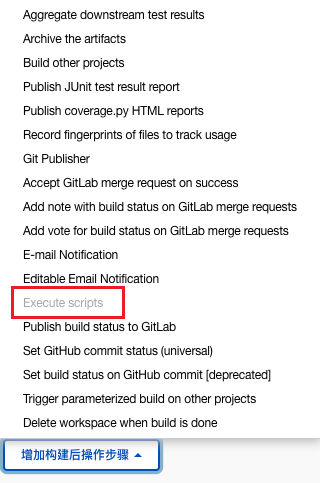 Aggregate downstream test results
Archive the artifacts
Build other projects
Publish JUnit test result report
Publish coverage.py HTML reports
Record fingerprints of files to track usage
Git Publisher
Accept GitLab merge request on success
Add note with build status on GitLab merge requests
Add vote for build status on GitLab merge requests
E-mail Notification
Editable Email Notification
Execute scripts
Publish build status to GitLab
Set GitHub commit status (universal)
Set build status on GitHub commit [deprecated]
Trigger parameterized build on other projects
Delete workspace when build is done
增加构建后操作步骤